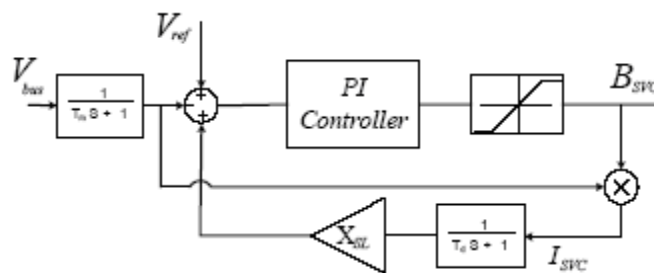 V_ref
V_bus
1
T_m S + 1
+
-
+
PI
Controller
B_SVC
X
X_SL
1
T_d S + 1
I_SVC